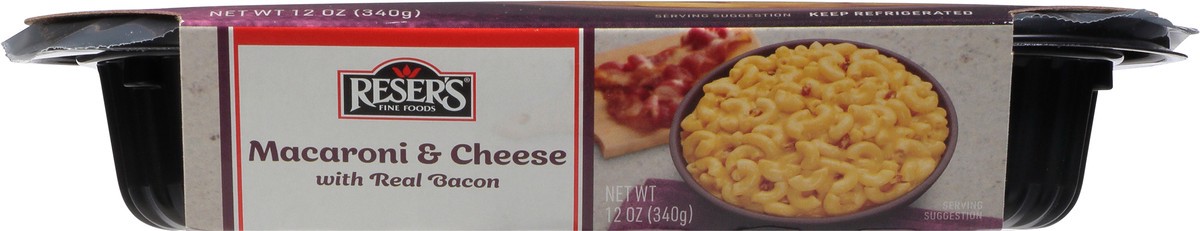 NET WT 12 OZ (340g)
SERVING SUGGESTION KEEP REFRIGERATED
RESER'S®
FINE FOODS
Macaroni & Cheese
with Real Bacon
NET WT
12 OZ (340g)
SERVING
SUGGESTION